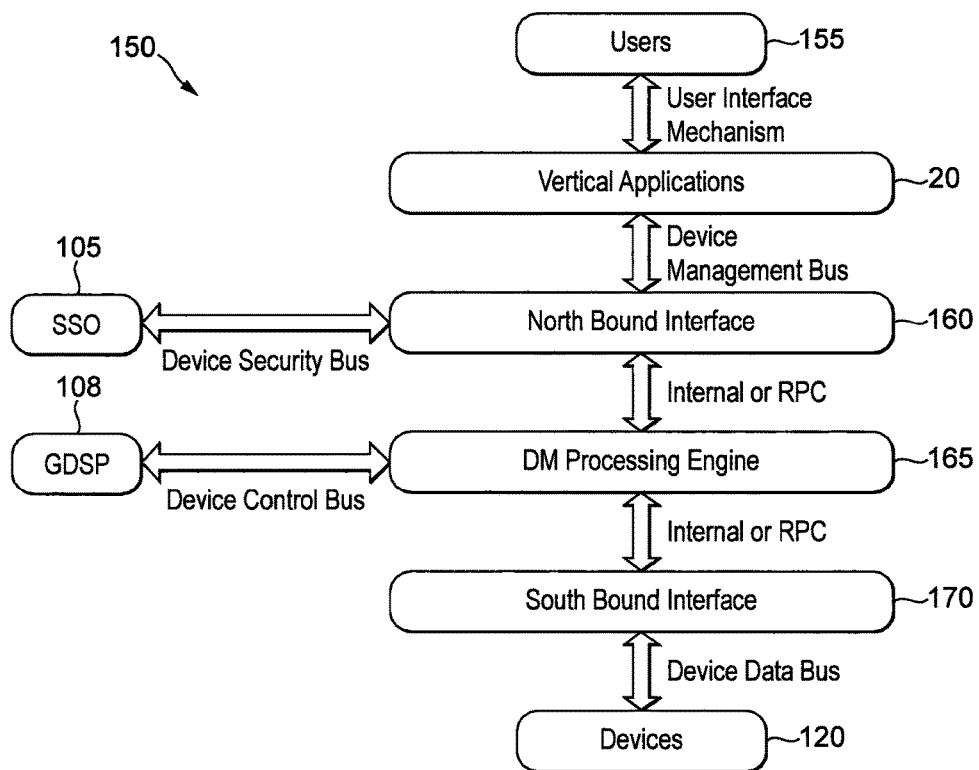 150
Users
155
User Interface
Mechanism
Vertical Applications
20
Device
Management Bus
105
SSO
Device Security Bus
North Bound Interface
160
Internal or RPC
108
GDSP
Device Control Bus
DM Processing Engine
165
Internal or RPC
South Bound Interface
170
Device Data Bus
Devices
120